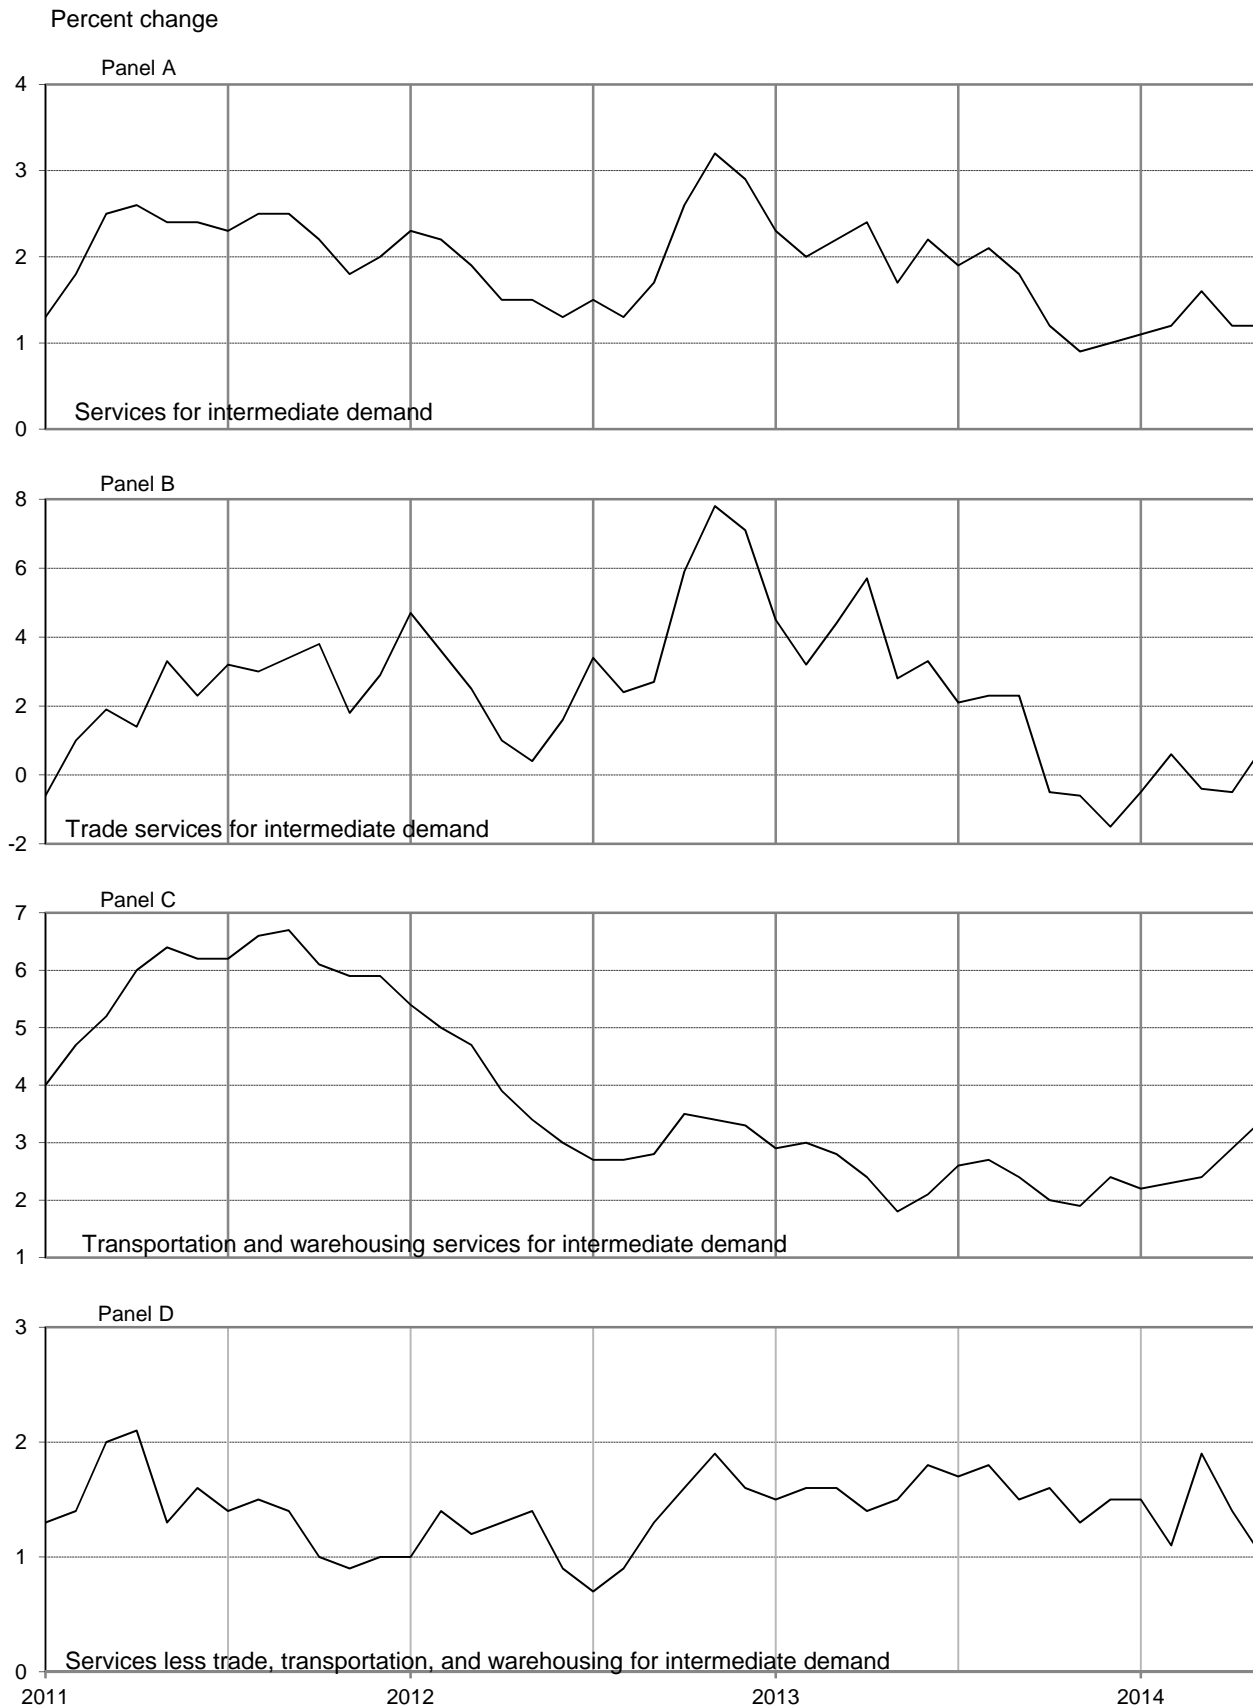 Percent change
Panel A
4
3
2
1
0
Services for intermediate demand
Panel B
8
6
4
2
0
-2
Trade services for intermediate demand
Panel C
7
6
5
4
3
2
1
Transportation and warehousing services for intermediate demand
Panel D
3
2
1
0
Services less trade, transportation, and warehousing for intermediate demand
2011 2012 2013 2014